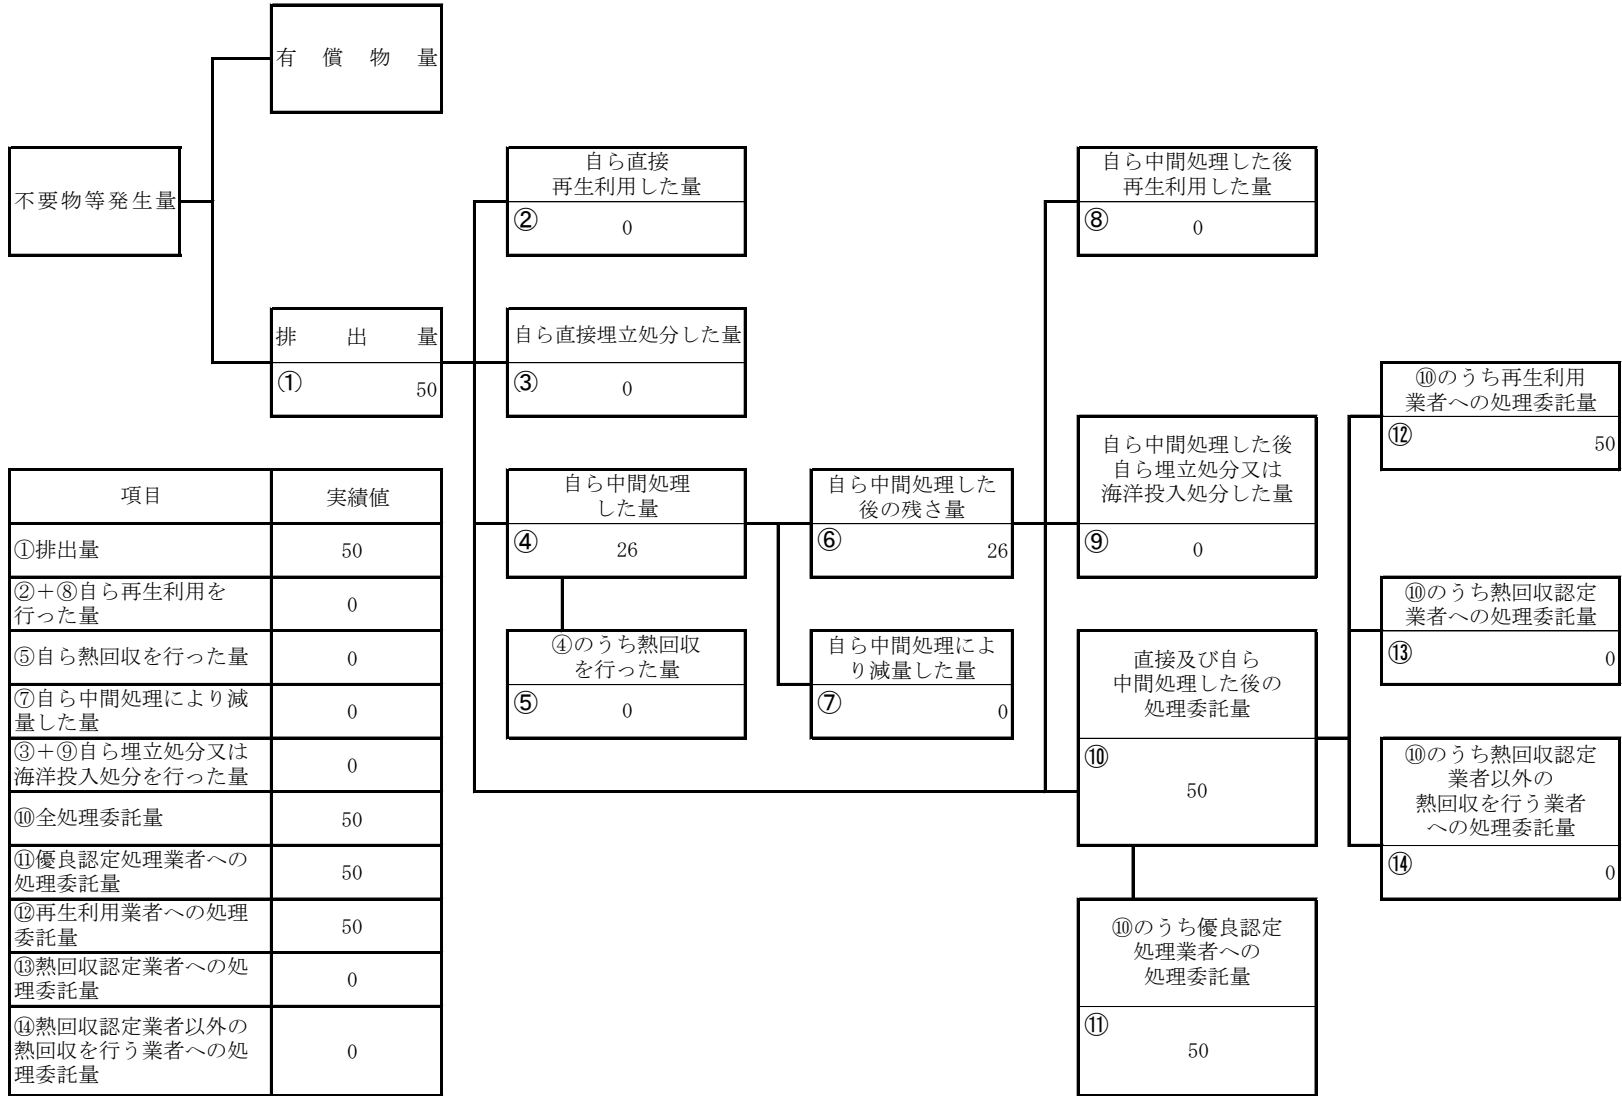 有償物量
不要物等発生量
排出量
① 50
自ら直接
再生利用した量
② 0
自ら直接埋立処分した量
③ 0
自ら中間処理
した量
④ 26
④のうち熱回収
を行った量
⑤ 0
自ら中間処理した
後の残さ量
⑥ 26
自ら中間処理によ
り減量した量
⑦ 0
自ら中間処理した後
再生利用した量
⑧ 0
自ら中間処理した後
自ら埋立処分又は
海洋投入処分した量
⑨ 0
直接及び自ら
中間処理した後の
処理委託量
⑩
50
⑩のうち優良認定
処理業者への
処理委託量
⑪
50
⑩のうち再生利用
業者への処理委託量
⑫ 50
⑩のうち熱回収認定
業者への処理委託量
⑬ 0
⑩のうち熱回収認定
業者以外の
熱回収を行う業者
への処理委託量
⑭ 0
項目 実績値
①排出量 50
②＋⑧自ら再生利用を
行った量 0
⑤自ら熱回収を行った量 0
⑦自ら中間処理により減
量した量 0
③＋⑨自ら埋立処分又は
海洋投入処分を行った量 0
⑩全処理委託量 50
⑪優良認定処理業者への
処理委託量 50
⑫再生利用業者への処理
委託量 50
⑬熱回収認定業者への処
理委託量 0
⑭熱回収認定業者以外の
熱回収を行う業者への処
理委託量 0